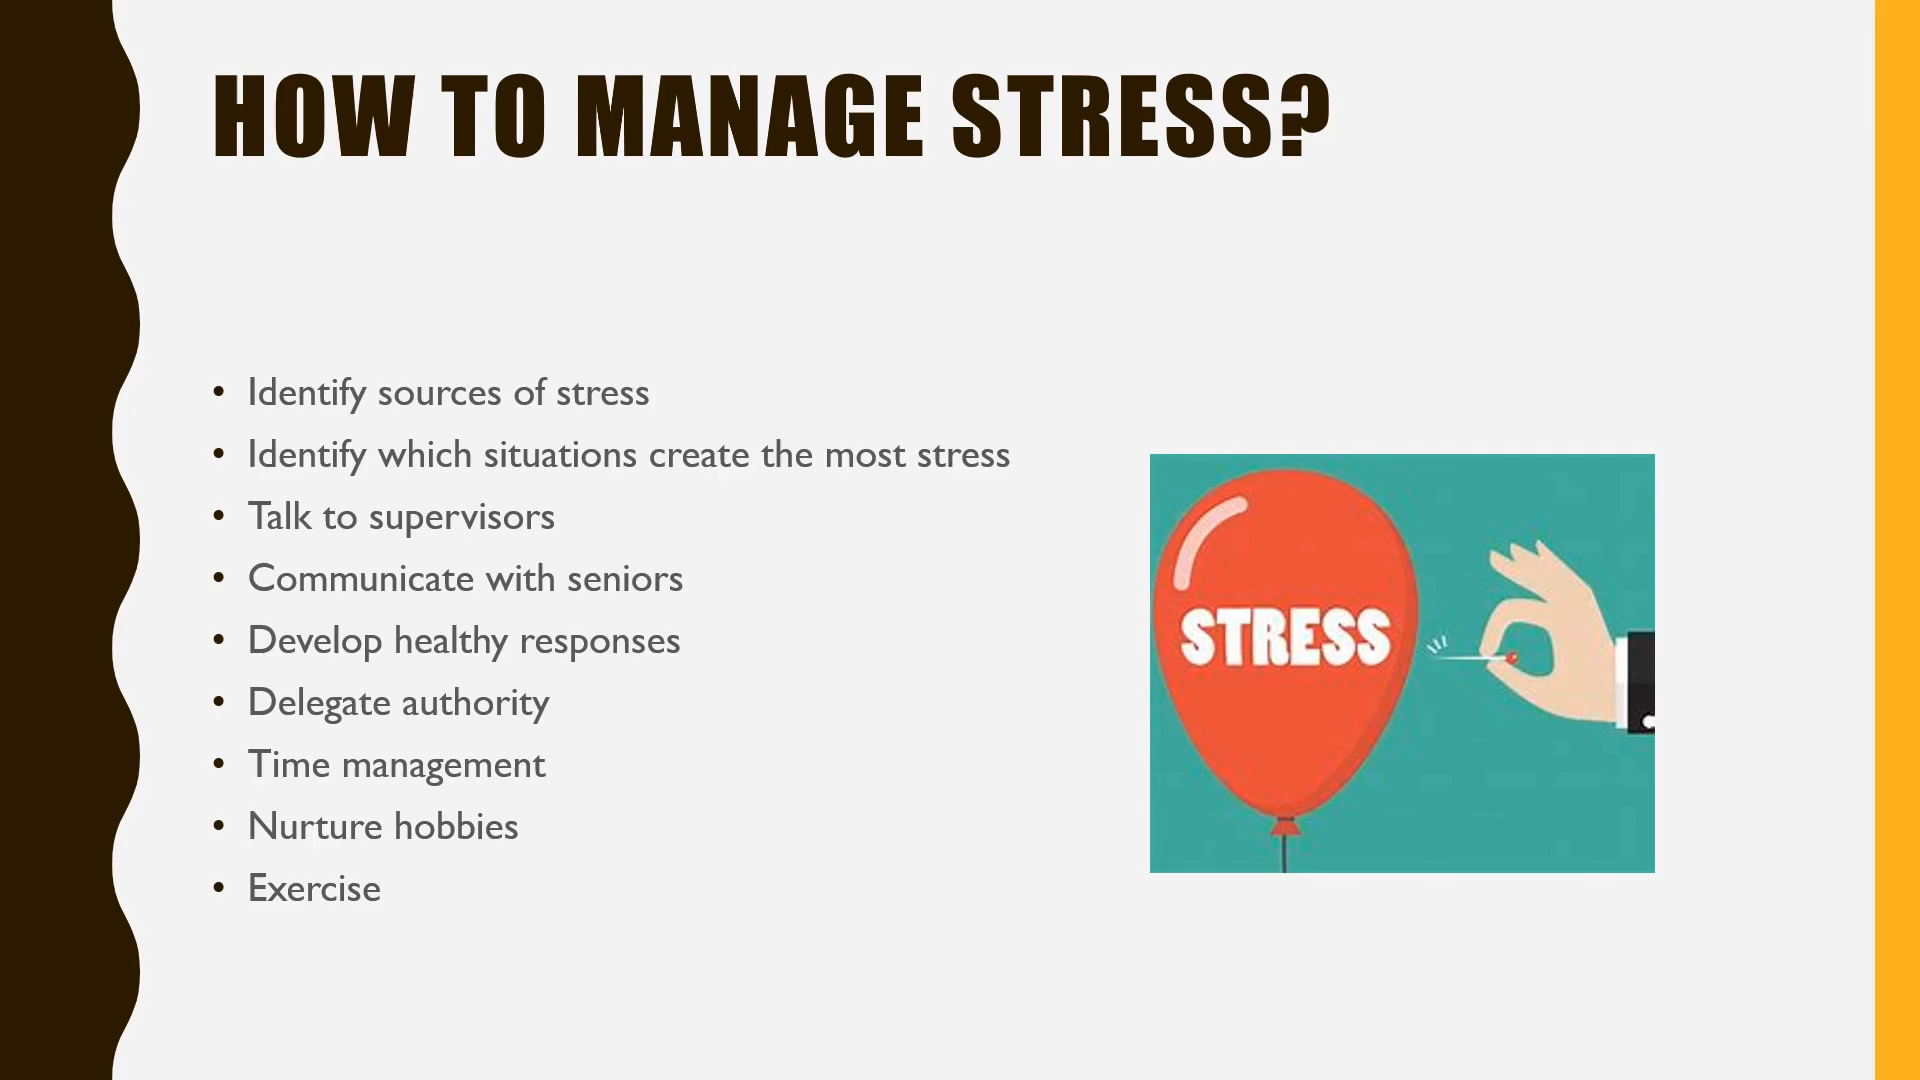 HOW TO MANAGE STRESS?
• Identify sources of stress
• Identify which situations create the most stress
• Talk to supervisors
• Communicate with seniors
• Develop healthy responses
• Delegate authority
• Time management
• Nurture hobbies
• Exercise
STRESS